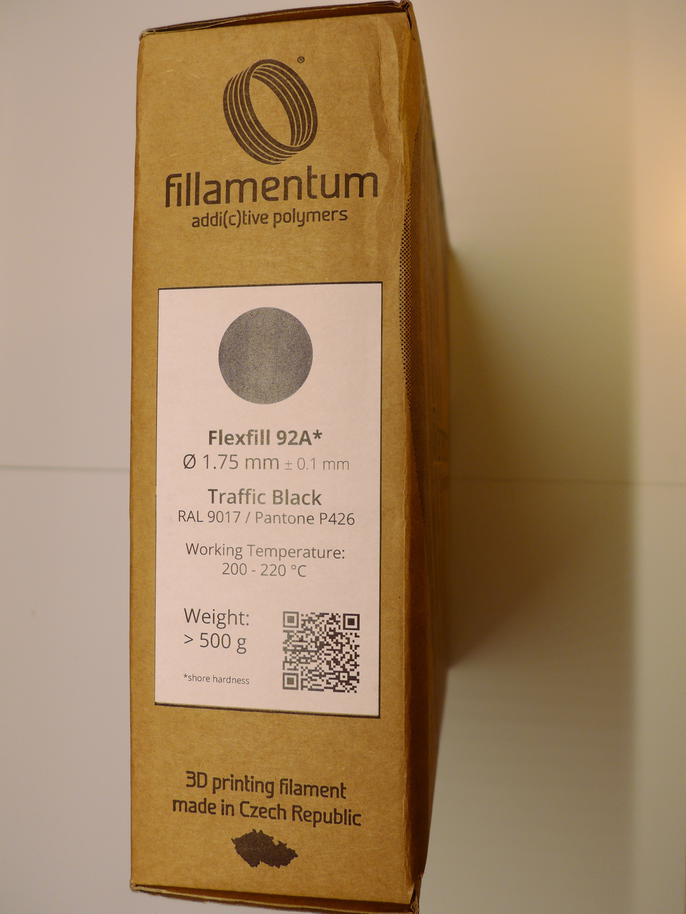 ®
fillamentum
addi(c)tive polymers
Flexfill 92A*
Ø 1.75 mm ± 0.1 mm
Traffic Black
RAL 9017 / Pantone P426
Working Temperature:
200 - 220 °C
Weight:
> 500 g
*shore hardness
3D printing filament
made in Czech Republic